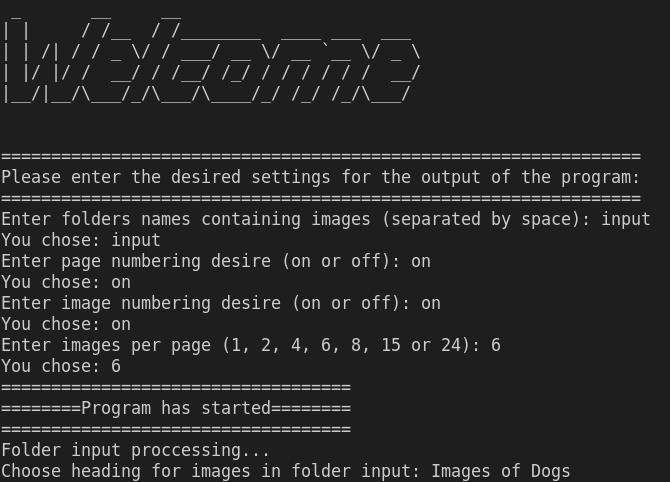 Welcome
=================================================================
Please enter the desired settings for the output of the program:
=================================================================
Enter folders names containing images (separated by space): input
You chose: input
Enter page numbering desire (on or off): on
You chose: on
Enter image numbering desire (on or off): on
You chose: on
Enter images per page (1, 2, 4, 6, 8, 15 or 24): 6
You chose: 6
===================================
========Program has started========
===================================
Folder input proccessing...
Choose heading for images in folder input: Images of Dogs